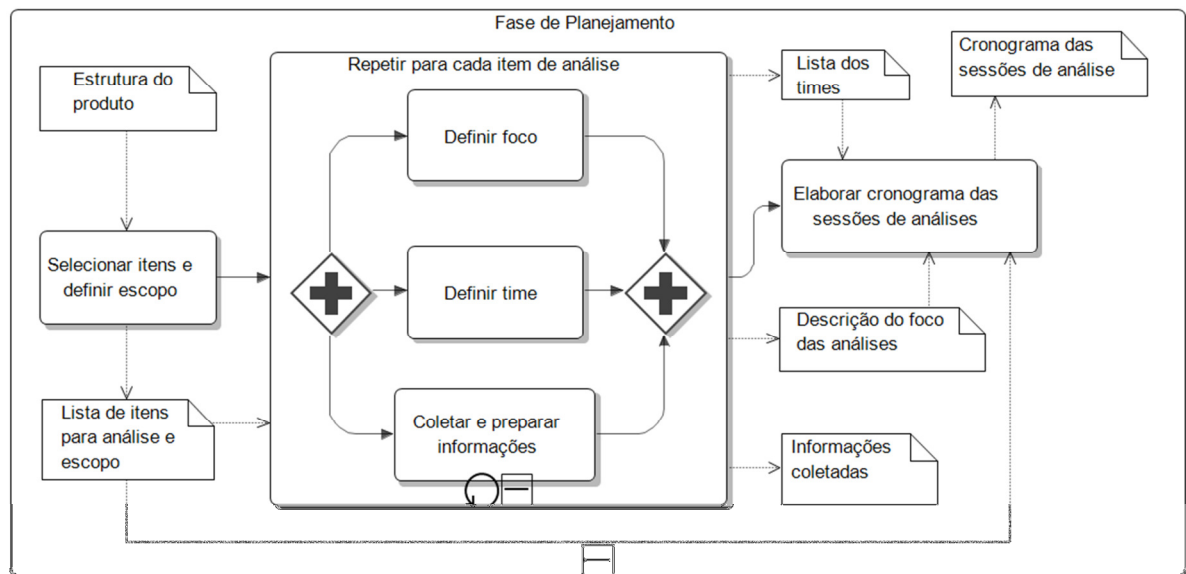 Fase de Planejamento
Estrutura do
produto
Selecionar itens e
definir escopo
Lista de itens
para análise e
escopo
Repetir para cada item de análise
Definir foco
Definir time
Coletar e preparar
informações
Lista dos
times
Cronograma das
sessões de análise
Elaborar cronograma das
sessões de análises
Descrição do foco
das análises
Informações
coletadas